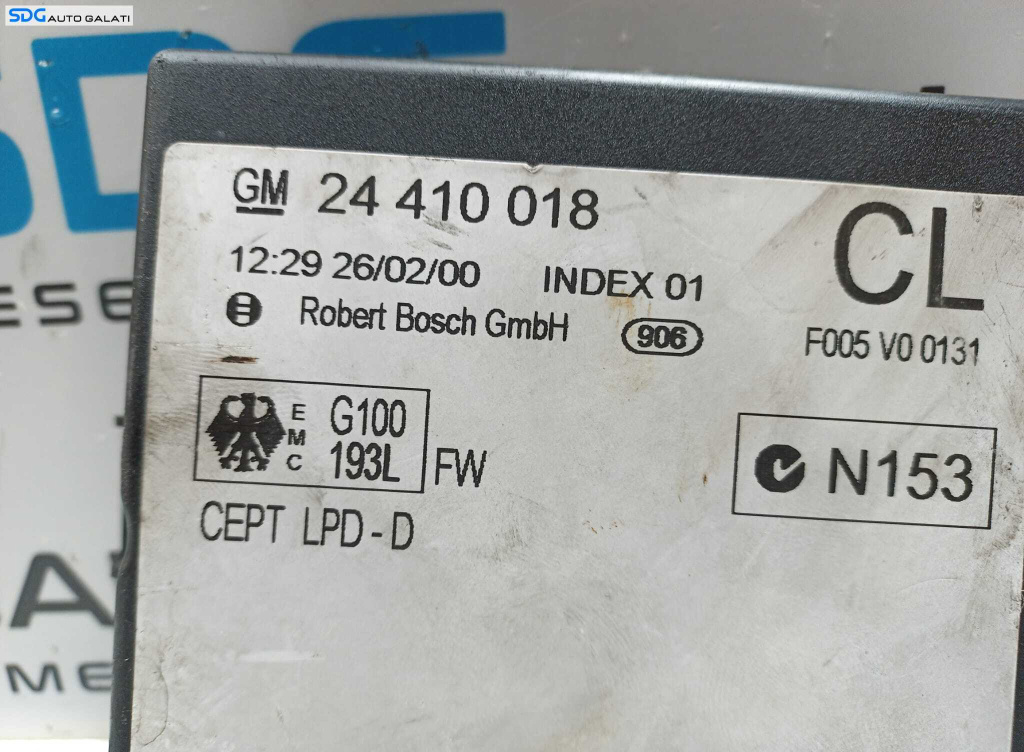 SDG AUTO GALATI
GM 24 410 018
CL
12:29 26/02/00 INDEX 01
Robert Bosch GmbH 906
F005 V0 0131
EMC G100
193L FW
N153
CEPT LPD-D